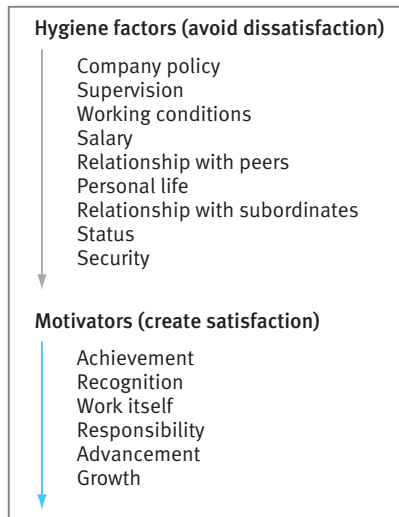 Hygiene factors (avoid dissatisfaction)
Company policy
Supervision
Working conditions
Salary
Relationship with peers
Personal life
Relationship with subordinates
Status
Security
Motivators (create satisfaction)
Achievement
Recognition
Work itself
Responsibility
Advancement
Growth